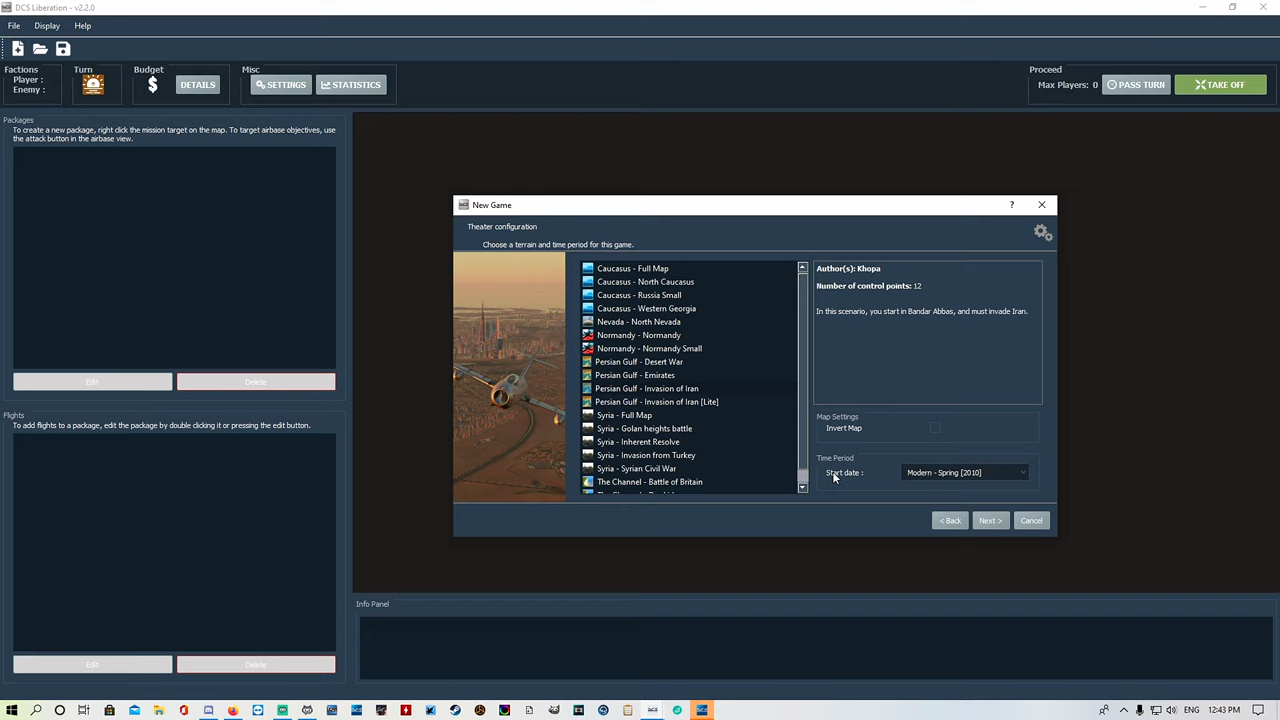 DCS Liberation - v2.2.0
File Display Help
Factions
Player :
Enemy :
Turn
Budget
$ DETAILS
Misc
SETTINGS STATISTICS
Proceed
Max Players: 0 PASS TURN TAKE OFF
Packages
To create a new package, right click the mission target on the map. To target airbase objectives, use
the attack button in the airbase view.
Edit Delete
Flights
To add flights to a package, edit the package by double clicking it or pressing the edit button.
Edit Delete
New Game
Theater configuration
Choose a terrain and time period for this game.
Caucasus - Full Map
Caucasus - North Caucasus
Caucasus - Russia Small
Caucasus - Western Georgia
Nevada - North Nevada
Normandy - Normandy
Normandy - Normandy Small
Persian Gulf - Desert War
Persian Gulf - Emirates
Persian Gulf - Invasion of Iran
Persian Gulf - Invasion of Iran [Lite]
Syria - Full Map
Syria - Golan heights battle
Syria - Inherent Resolve
Syria - Invasion from Turkey
Syria - Syrian Civil War
The Channel - Battle of Britain
Author(s): Khopa
Number of control points: 12
In this scenario, you start in Bandar Abbas, and must invade Iran.
Map Settings
Invert Map
Time Period
Start date : Modern - Spring [2010]
< Back Next > Cancel
Info Panel
ENG 12:43 PM